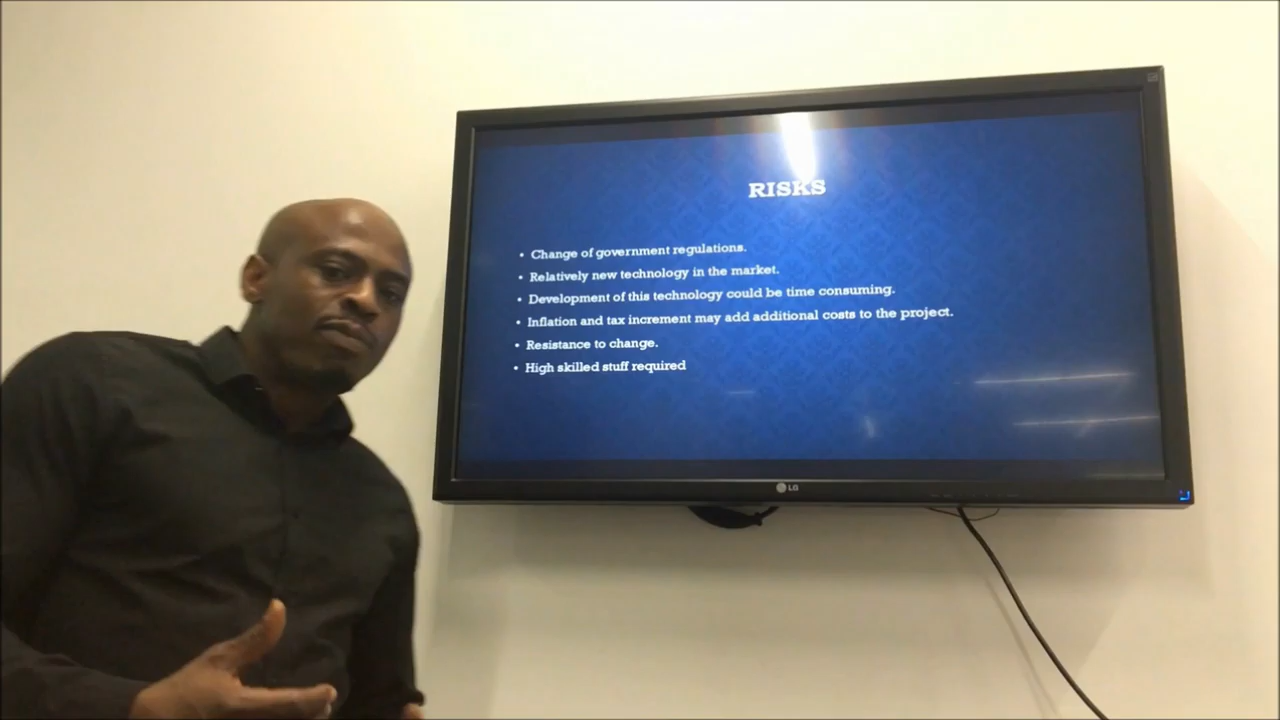 RISKS
• Change of government regulations.
• Relatively new technology in the market.
• Development of this technology could be time consuming.
• Inflation and tax increment may add additional costs to the project.
• Resistance to change.
• High skilled stuff required
LG